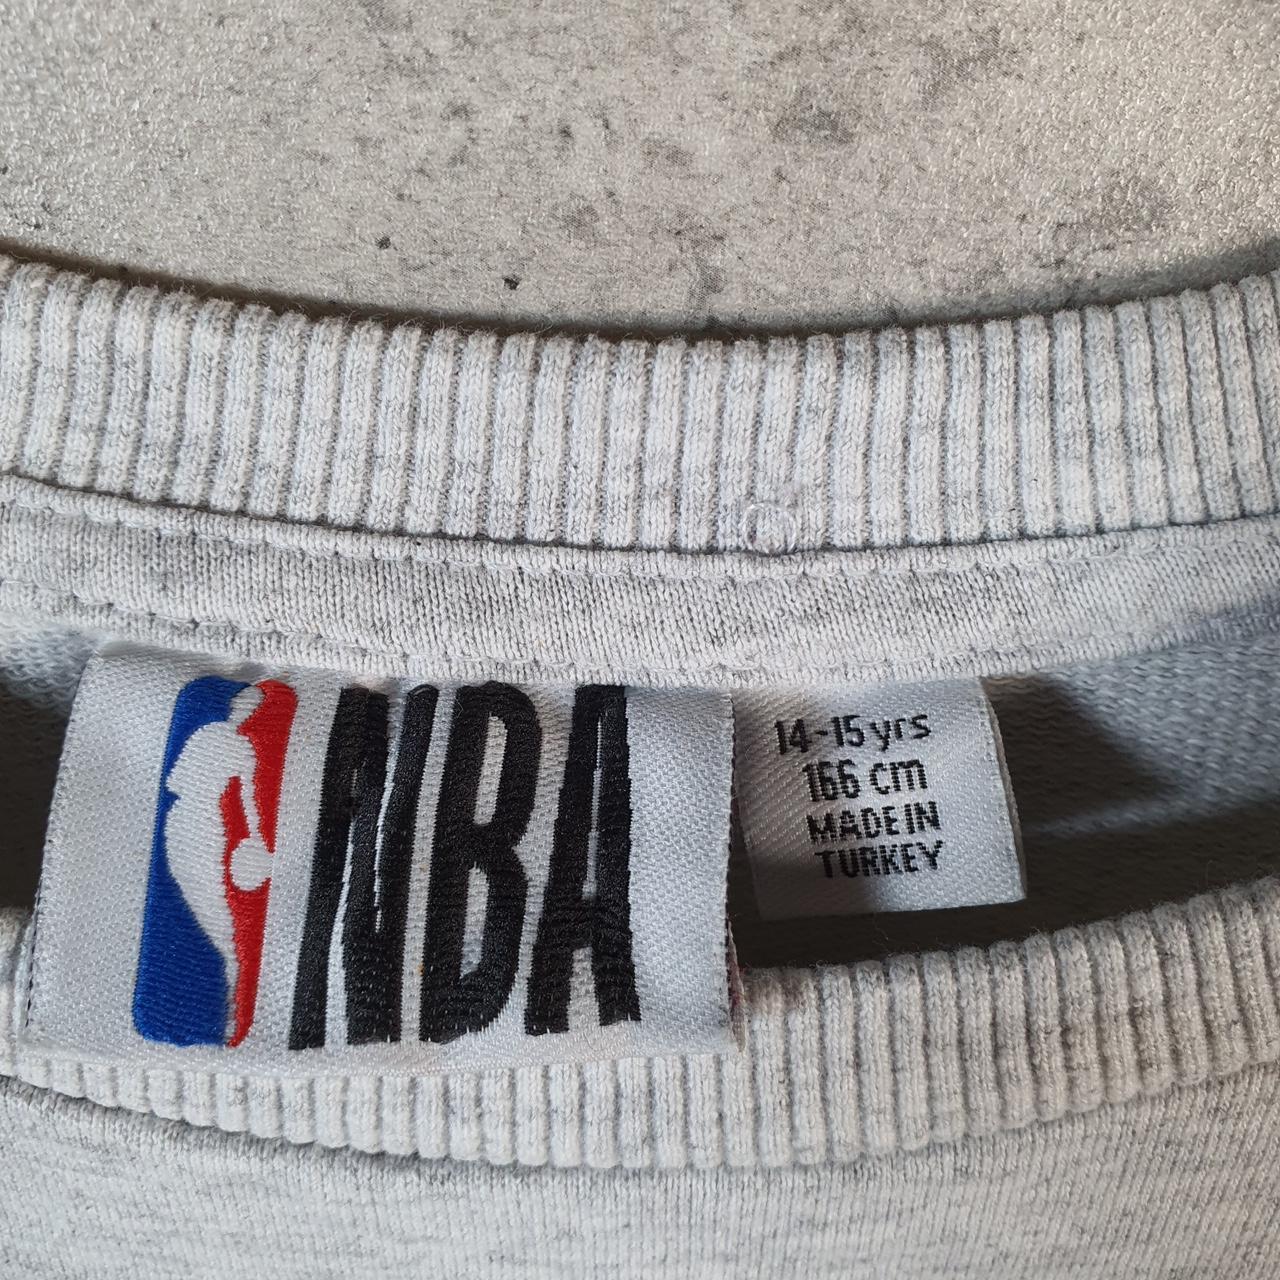 NBA
14-15 yrs
166 cm
MADE IN
TURKEY